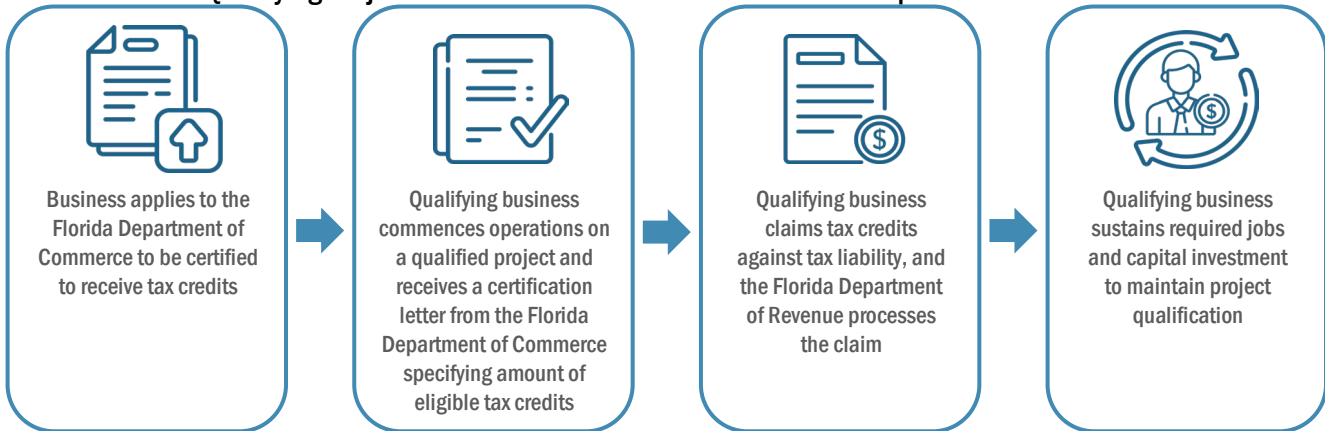 Business applies to the
Florida Department of
Commerce to be certified
to receive tax credits
Qualifying business
commences operations on
a qualified project and
receives a certification
letter from the Florida
Department of Commerce
specifying amount of
eligible tax credits
$
Qualifying business
claims tax credits
against tax liability, and
the Florida Department
of Revenue processes
the claim
$
Qualifying business
sustains required jobs
and capital investment
to maintain project
qualification